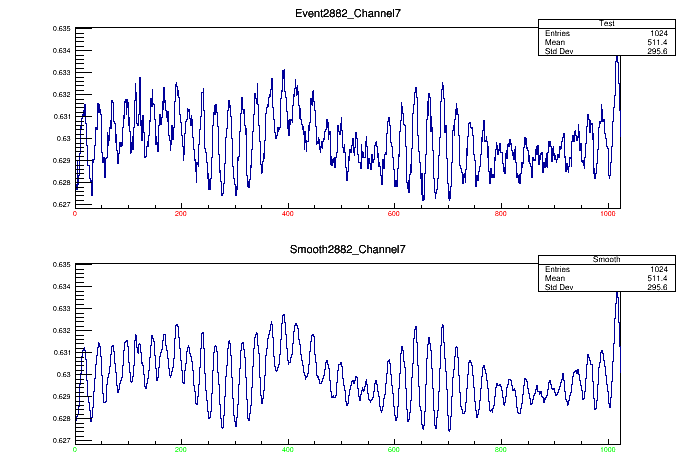 Event2882_Channel7
Test
Entries 1024
Mean 511.4
Std Dev 295.6
0.635
0.634
0.633
0.632
0.631
0.63
0.629
0.628
0.627
0 200 400 600 800 1000
Smooth2882_Channel7
Smooth
Entries 1024
Mean 511.4
Std Dev 295.6
0.635
0.634
0.633
0.632
0.631
0.63
0.629
0.628
0.627
0 200 400 600 800 1000